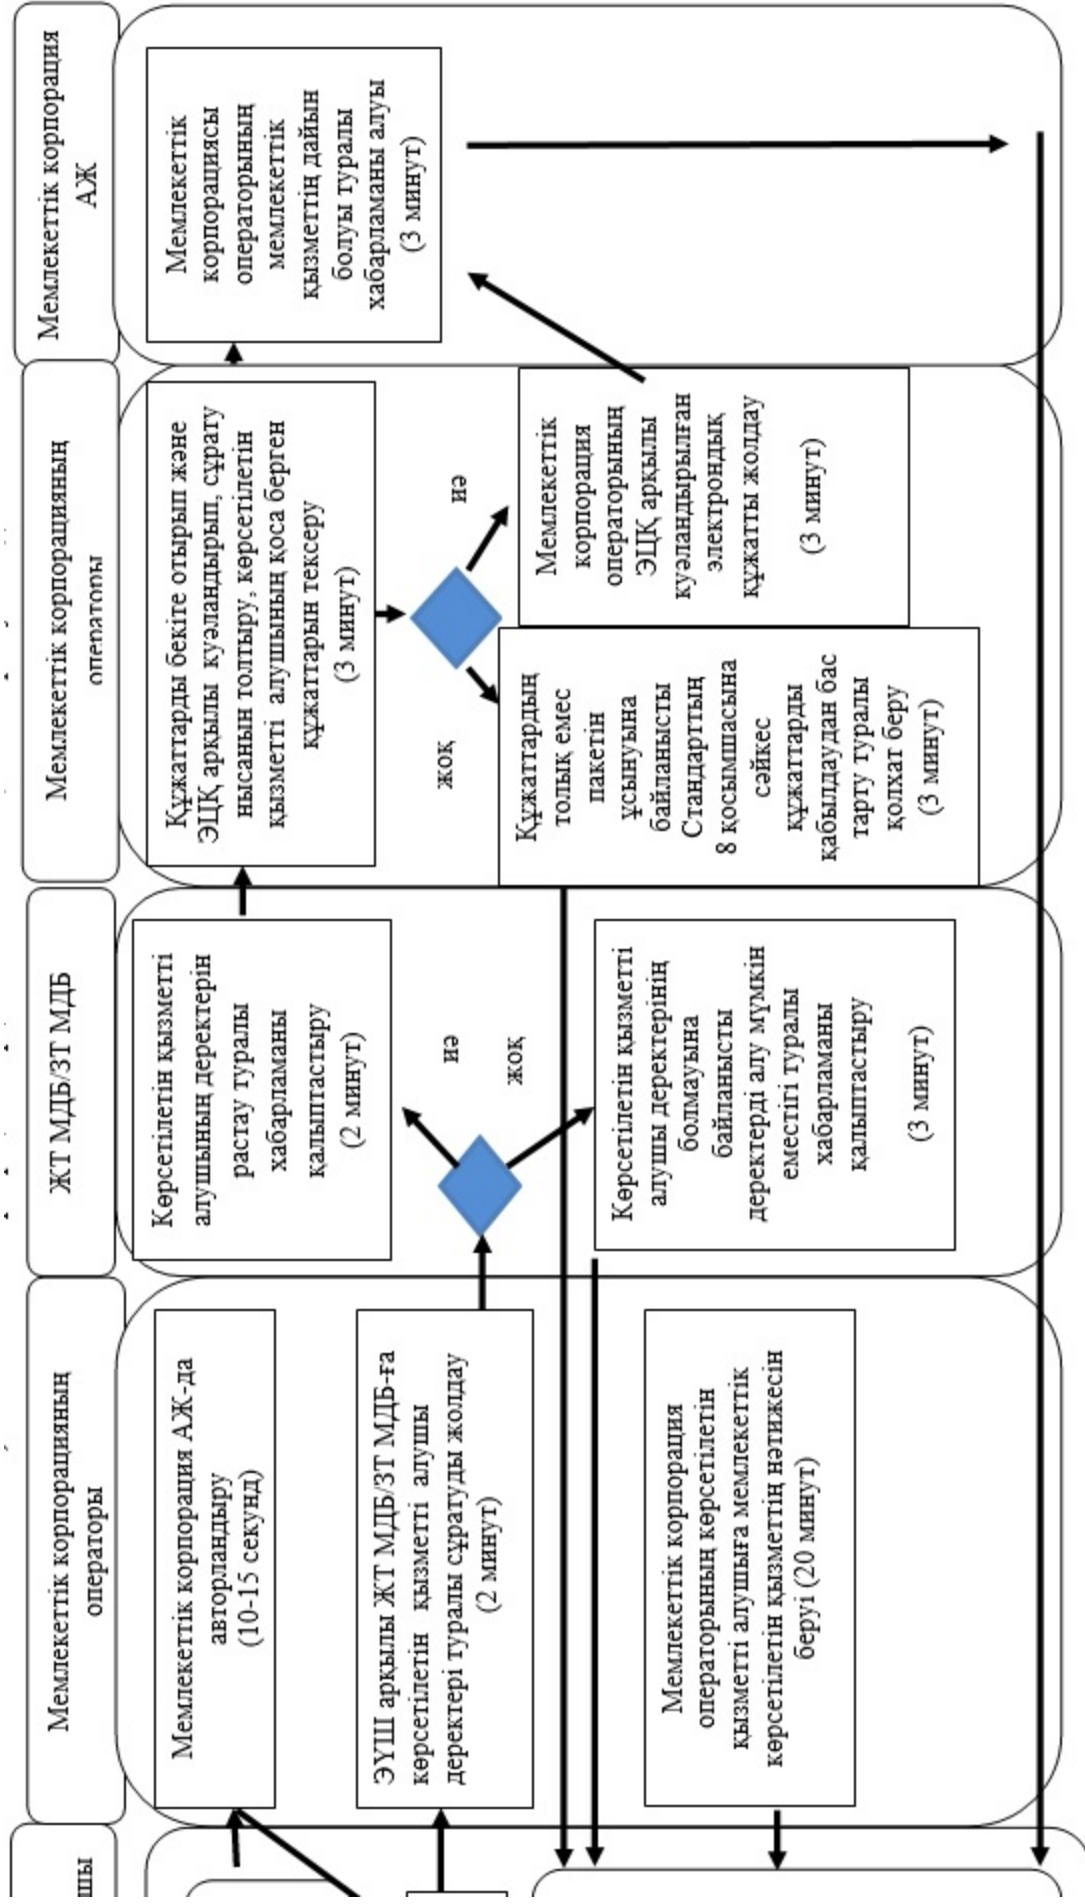 шы
Мемлекеттік корпорацияның
операторы
Мемлекеттік корпорация АЖ-да
авторландыру
(10-15 секунд)
ЭҮШ арқылы ЖТ МДБ/ЗТ МДБ-ға
көрсетілетін қызметті алушы
деректері туралы сұратуды жолдау
(2 минут)
Мемлекеттік корпорация
операторының көрсетілетін
қызметті алушыға мемлекеттік
көрсетілетін қызметтің нәтижесін
беруі (20 минут)
ЖТ МДБ/ЗТ МДБ
Көрсетілетін қызметті
алушының деректерін
растау туралы
хабарламаны
қалыптастыру
(2 минут)
иә
жоқ
Көрсетілетін қызметті
алушы деректерінің
болмауына
байланысты
деректерді алу мүмкін
еместігі туралы
хабарламаны
қалыптастыру
(3 минут)
Мемлекеттік корпорацияның
операторы
Құжаттарды бекіте отырып және
ЭЦҚ арқылы куәландырып, сұрату
нысанын толтыру, көрсетілетін
қызметті алушының қоса берген
құжаттарын тексеру
(3 минут)
жоқ
иә
Құжаттардың
толық емес
пакетін
ұсынуына
байланысты
Стандарттың
8 қосымшасына
сәйкес
құжаттарды
қабылдаудан бас
тарту туралы
қолхат беру
(3 минут)
Мемлекеттік
корпорация
операторының
ЭЦҚ арқылы
куәландырылған
электрондық
құжатты жолдау
(3 минут)
Мемлекеттік корпорация
АЖ
Мемлекеттік
корпорациясы
операторының
мемлекеттік
қызметтің дайын
болуы туралы
хабарламаны алуы
(3 минут)